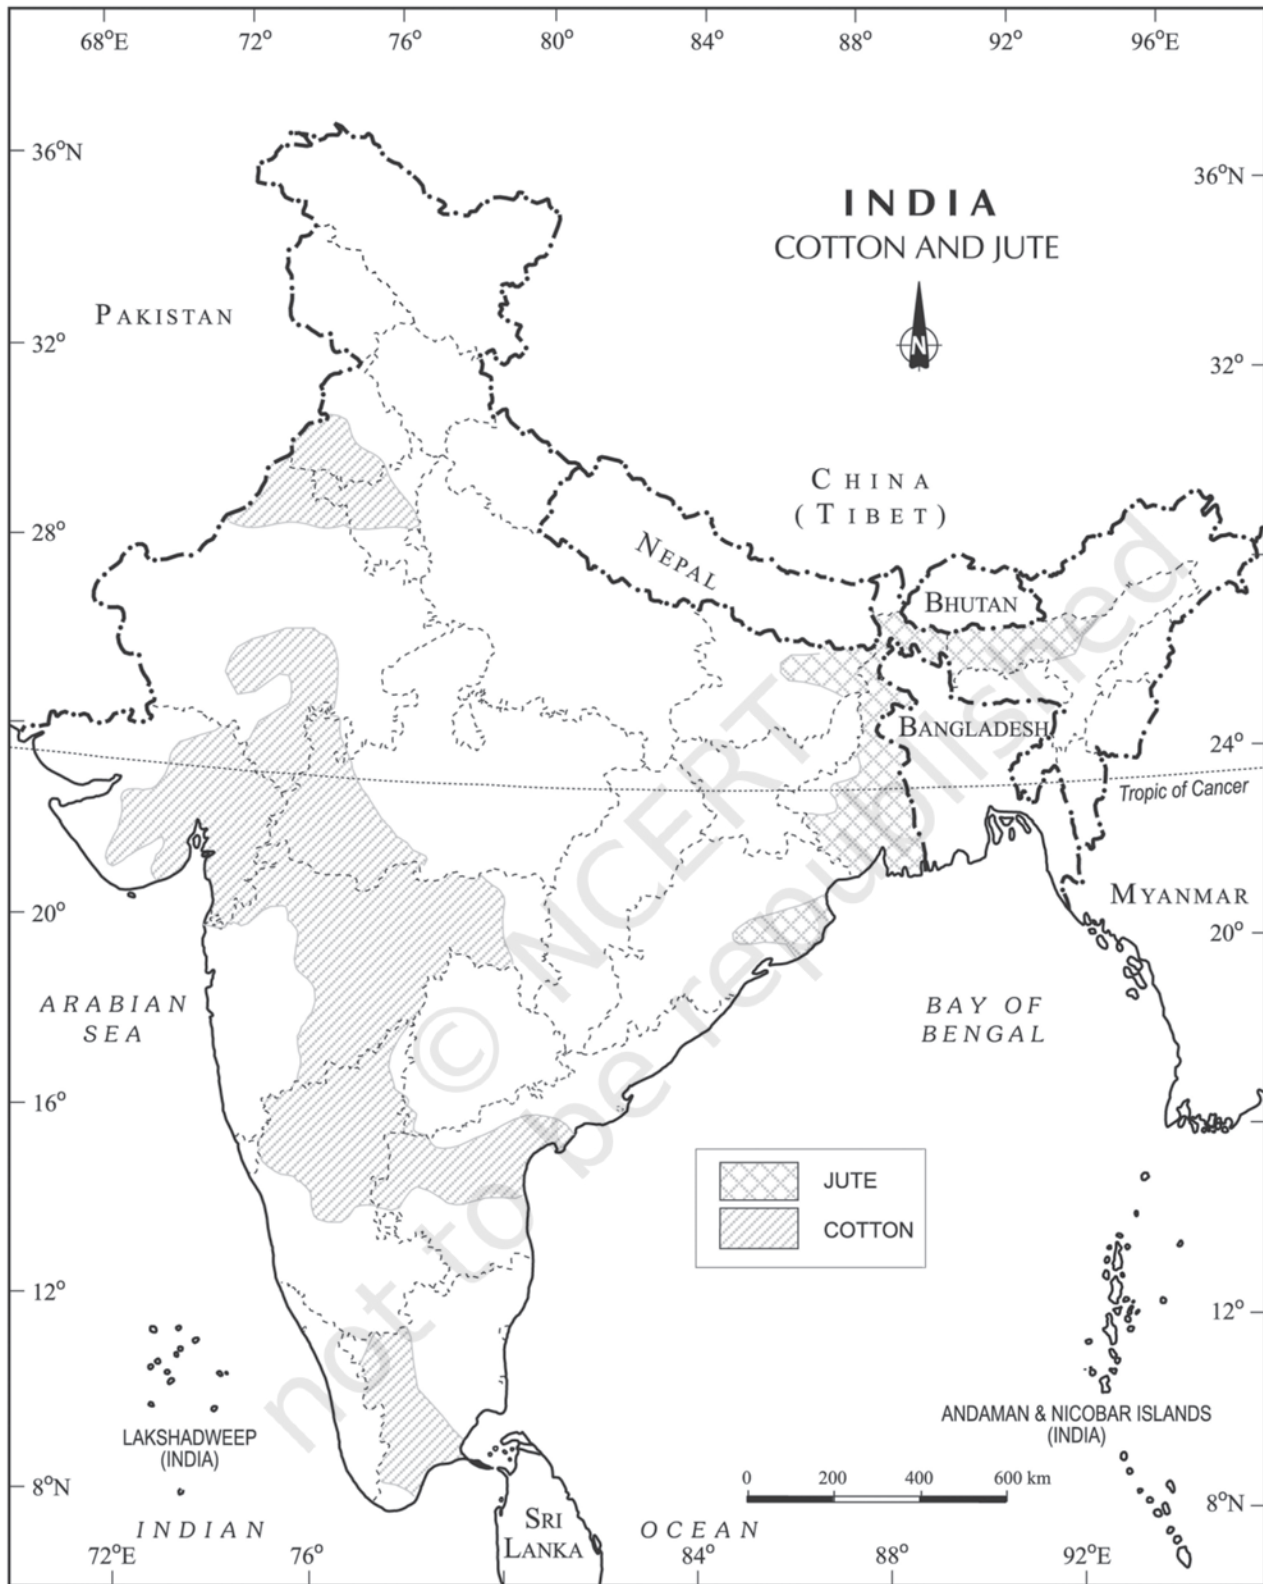 68°E 72° 76° 80° 84° 88° 92° 96°E
36°N
36°N
INDIA
COTTON AND JUTE
N
PAKISTAN
32°
32°
CHINA
(TIBET)
28°
NEPAL
BHUTAN
BANGLADESH
24°
Tropic of Cancer
MYANMAR
20°
20°
ARABIAN
SEA
BAY OF
BENGAL
16°
JUTE
COTTON
12°
12°
LAKSHADWEEP
(INDIA)
ANDAMAN & NICOBAR ISLANDS
(INDIA)
0 200 400 600 km
8°N
8°N
SRI
LANKA
INDIAN OCEAN
72°E 76° 84° 88° 92°E
© NCERT
not to be republished